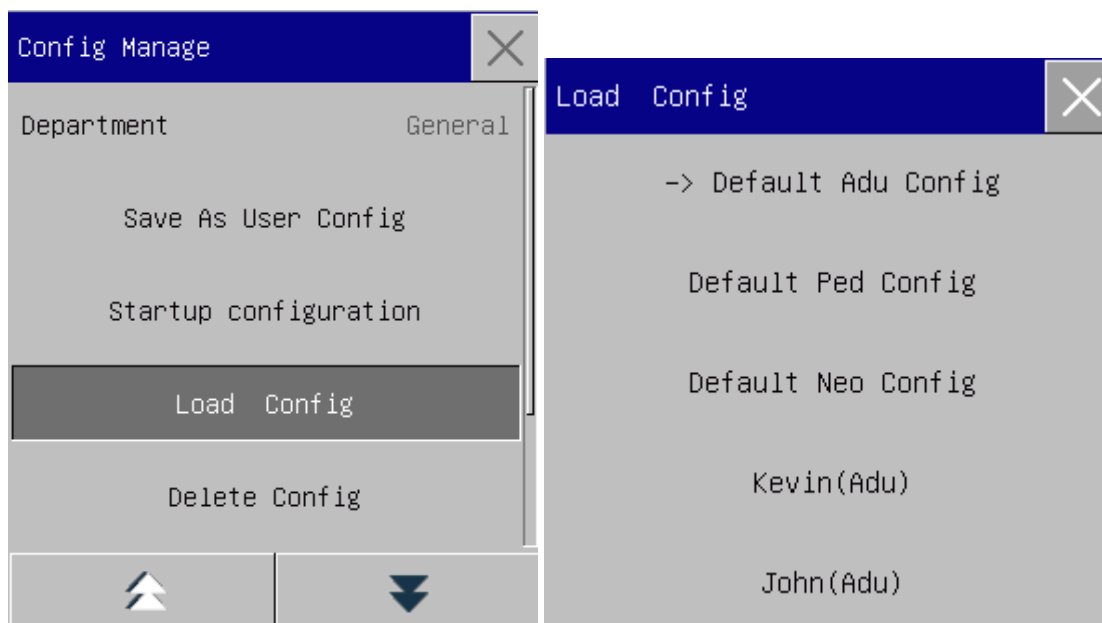 Config Manage
Department General
Save As User Config
Startup configuration
Load Config
Delete Config
Load Config
-> Default Adu Config
Default Ped Config
Default Neo Config
Kevin(Adu)
John(Adu)